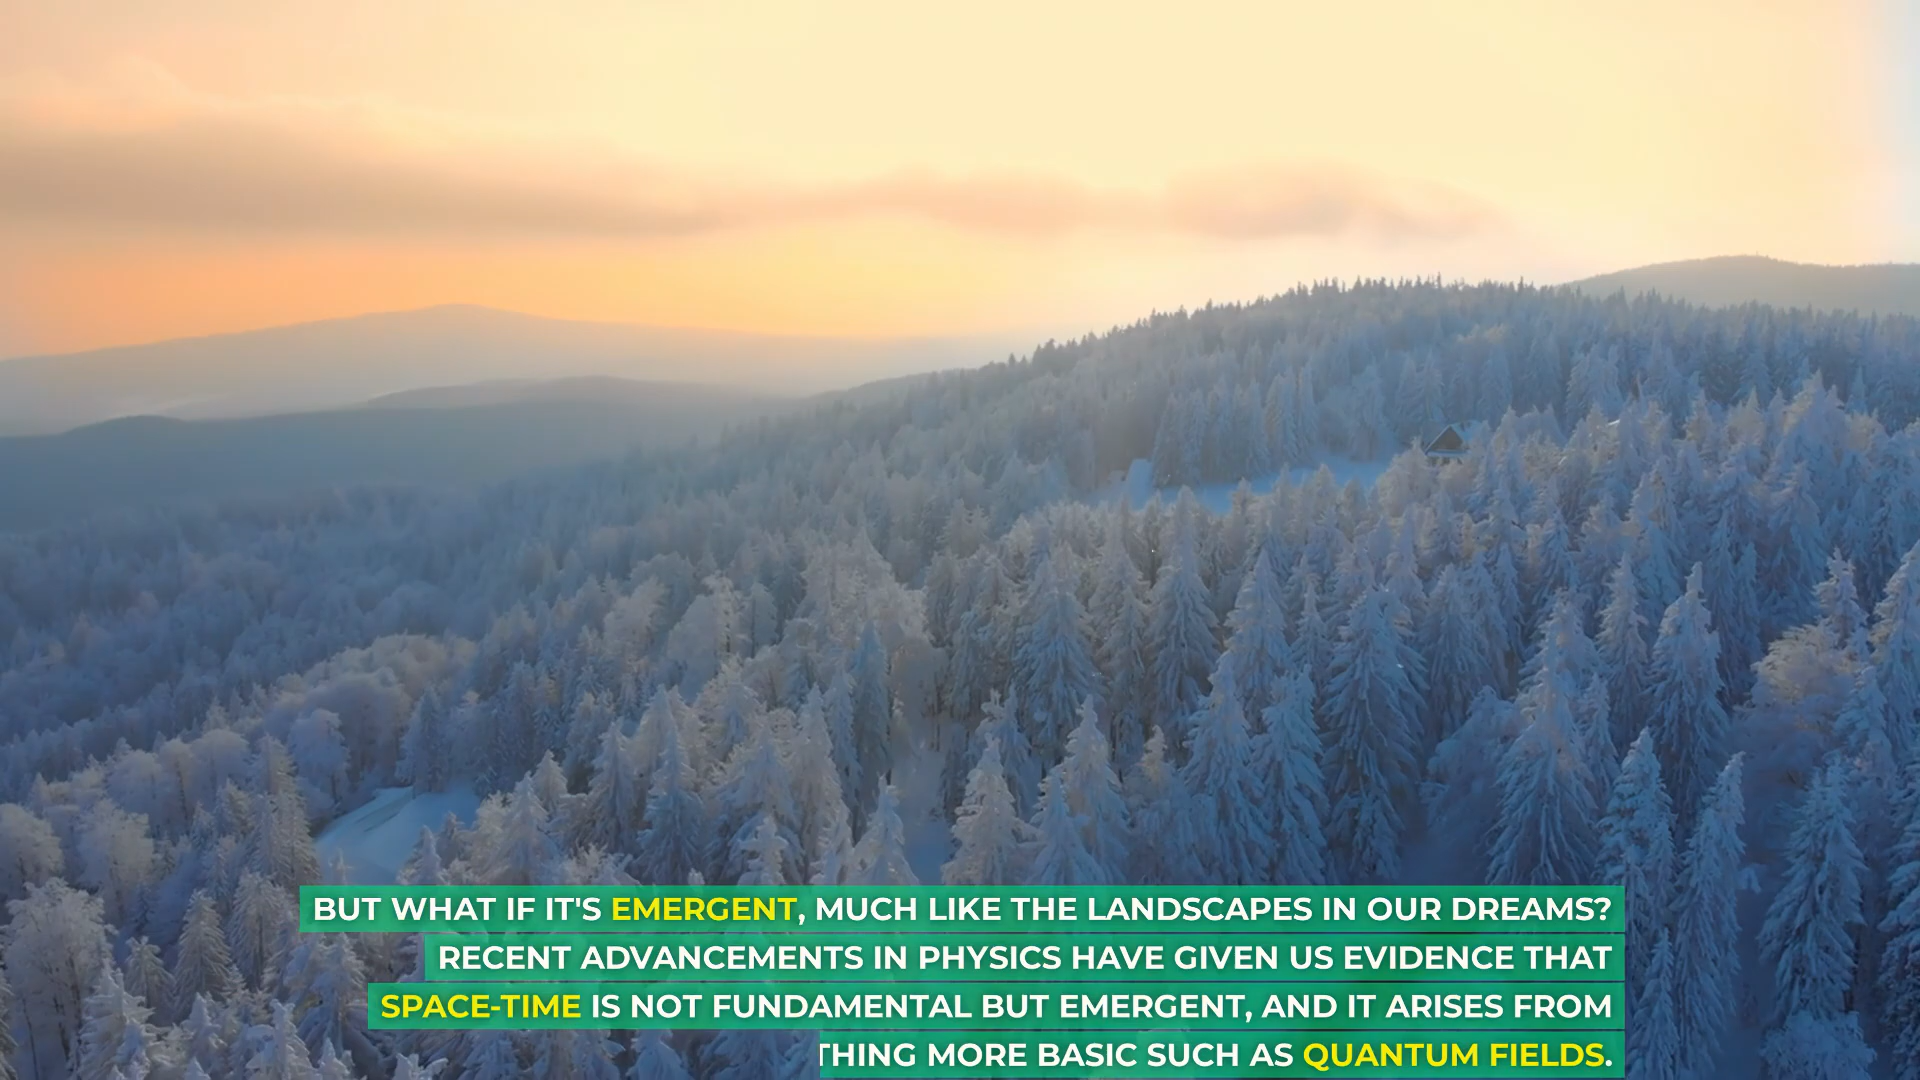 BUT WHAT IF IT'S EMERGENT, MUCH LIKE THE LANDSCAPES IN OUR DREAMS?
RECENT ADVANCEMENTS IN PHYSICS HAVE GIVEN US EVIDENCE THAT
SPACE-TIME IS NOT FUNDAMENTAL BUT EMERGENT, AND IT ARISES FROM
THING MORE BASIC SUCH AS QUANTUM FIELDS.